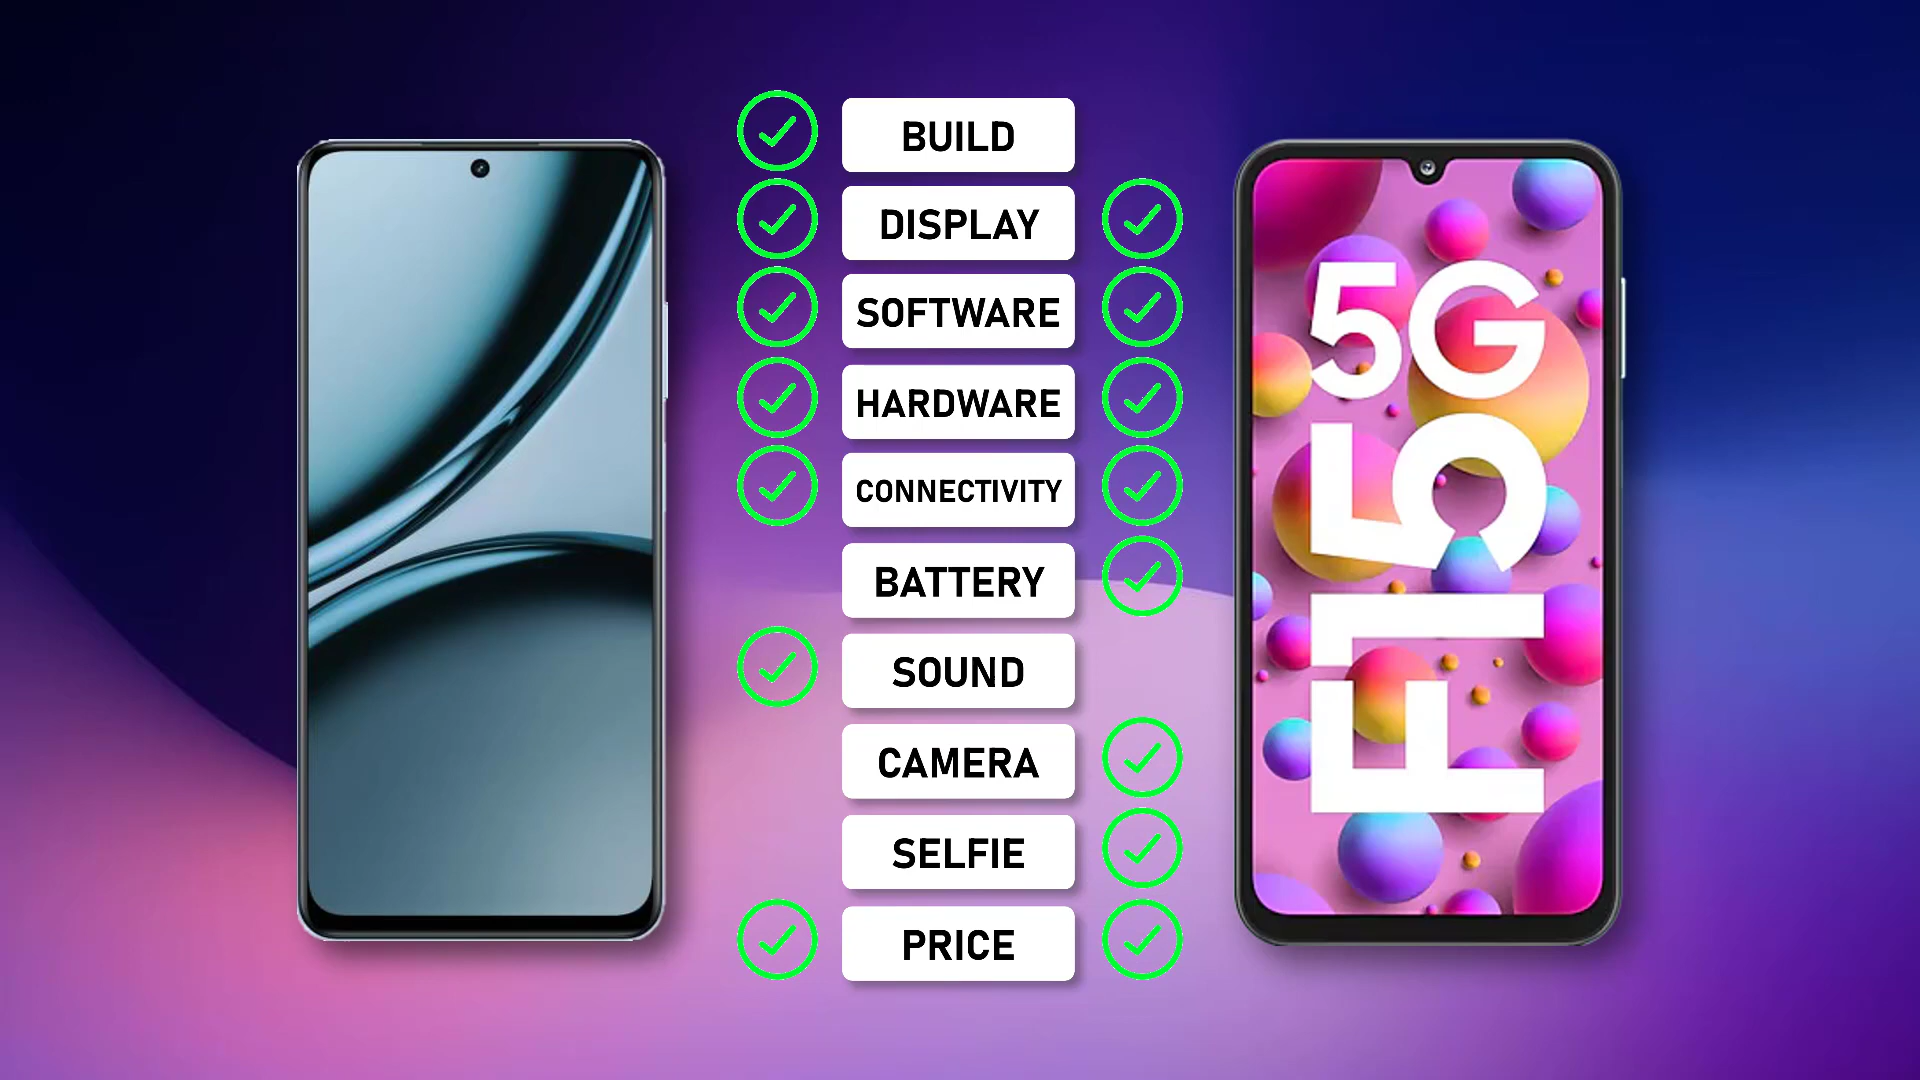 BUILD
DISPLAY
SOFTWARE
HARDWARE
CONNECTIVITY
BATTERY
SOUND
CAMERA
SELFIE
PRICE
5G
F15